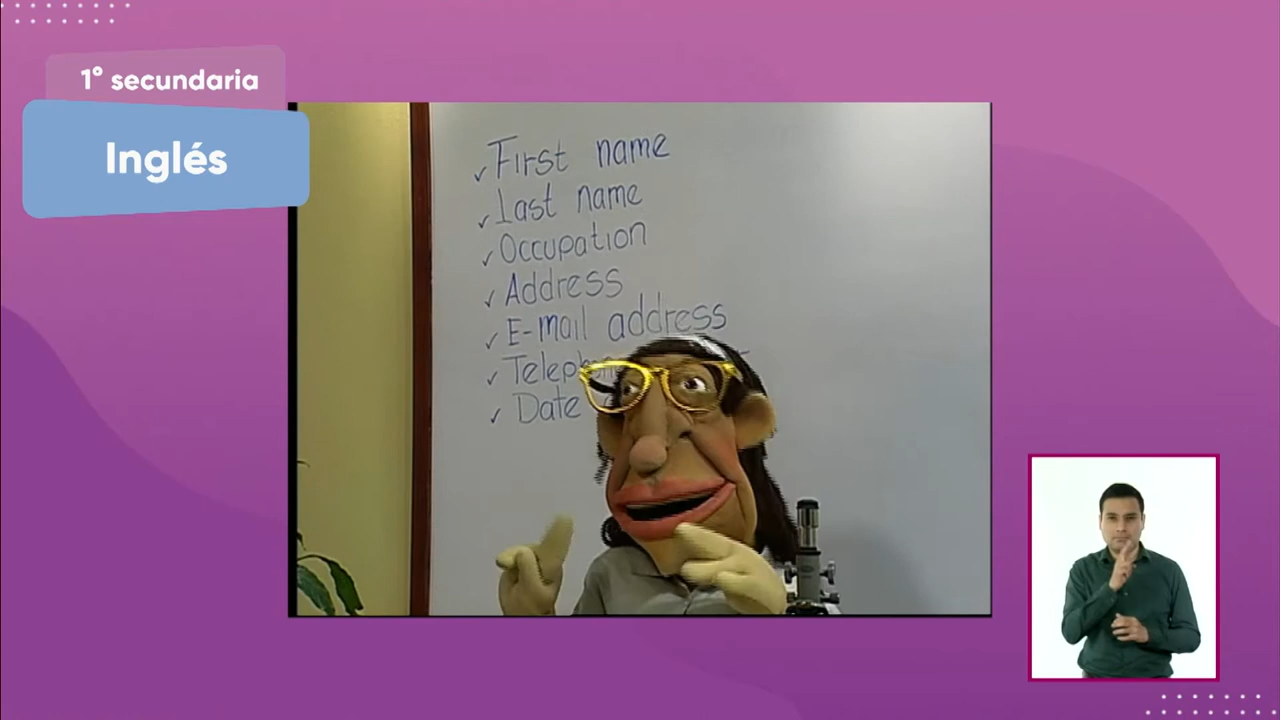 1° secundaria
Inglés
✓ First name
✓ Last name
✓ Occupation
✓ Address
✓ E-mail address
✓
✓ Date